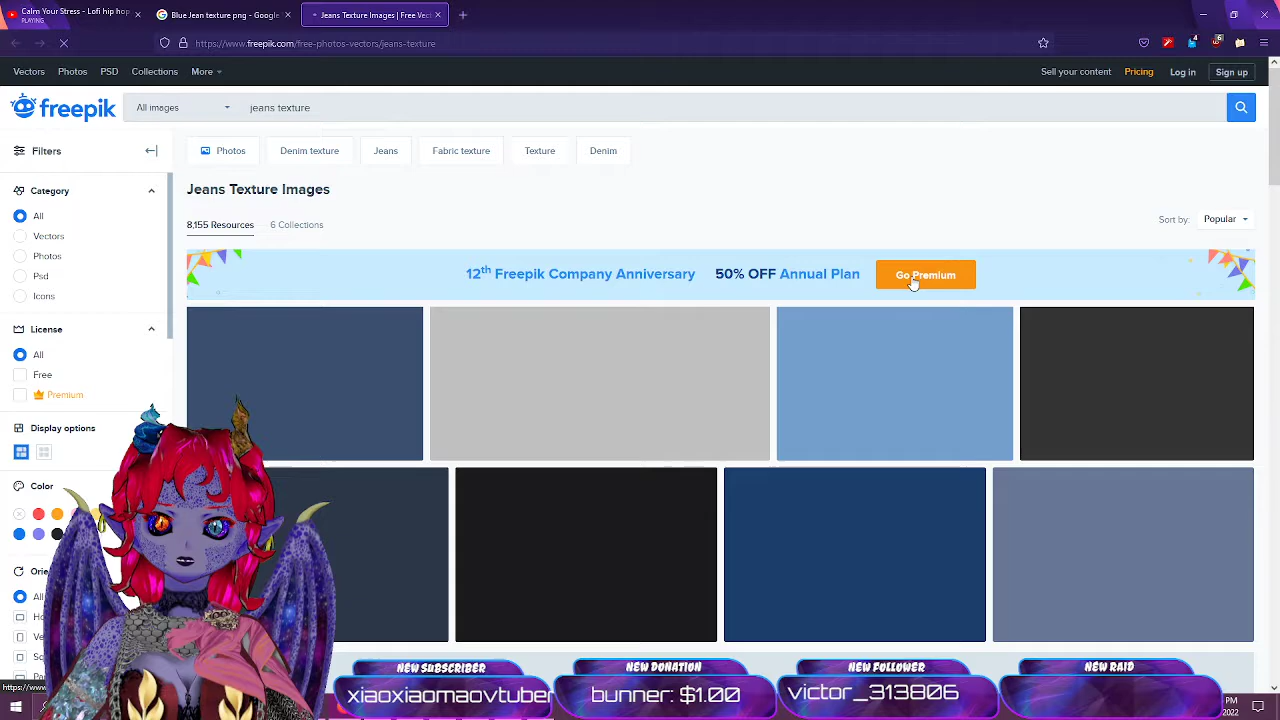 Calm Your Stress - Lofi hip hop
PLAYING
Blue Jean textures - Google
Jeans Texture Images | Free Vect
https://www.freepik.com/free-photos-vectors/jeans-texture
Vectors
Photos
PSD
Collections
More
Sell your content
Pricing
Log in
Sign up
freepik
All images
jeans texture
Filters
Photos
Denim texture
Jeans
Fabric texture
Texture
Denim
Category
Jeans Texture Images
All
8,155 Resources
6 Collections
Sort by:
Popular
Vectors
Photos
Psd
Icons
12th Freepik Company Anniversary
50% OFF Annual Plan
Go Premium
License
All
Free
Premium
Display options
Color
Orie
All
H
Ve
NEW SUBSCRIBER
NEW DONATION
NEW FOLLOWER
NEW RAID
xiaoxiaomaovtuber
bunner: $1.00
victor_313806
PM